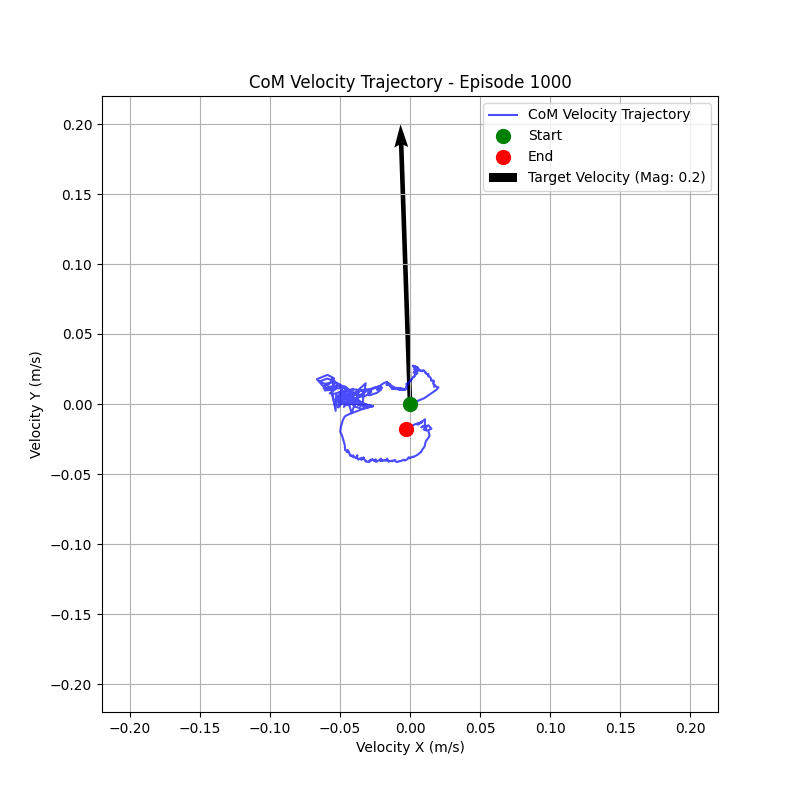 CoM Velocity Trajectory - Episode 1000
CoM Velocity Trajectory
Start
End
Target Velocity (Mag: 0.2)
0.20
0.15
0.10
0.05
0.00
−0.05
−0.10
−0.15
−0.20
Velocity Y (m/s)
−0.20 −0.15 −0.10 −0.05 0.00 0.05 0.10 0.15 0.20
Velocity X (m/s)